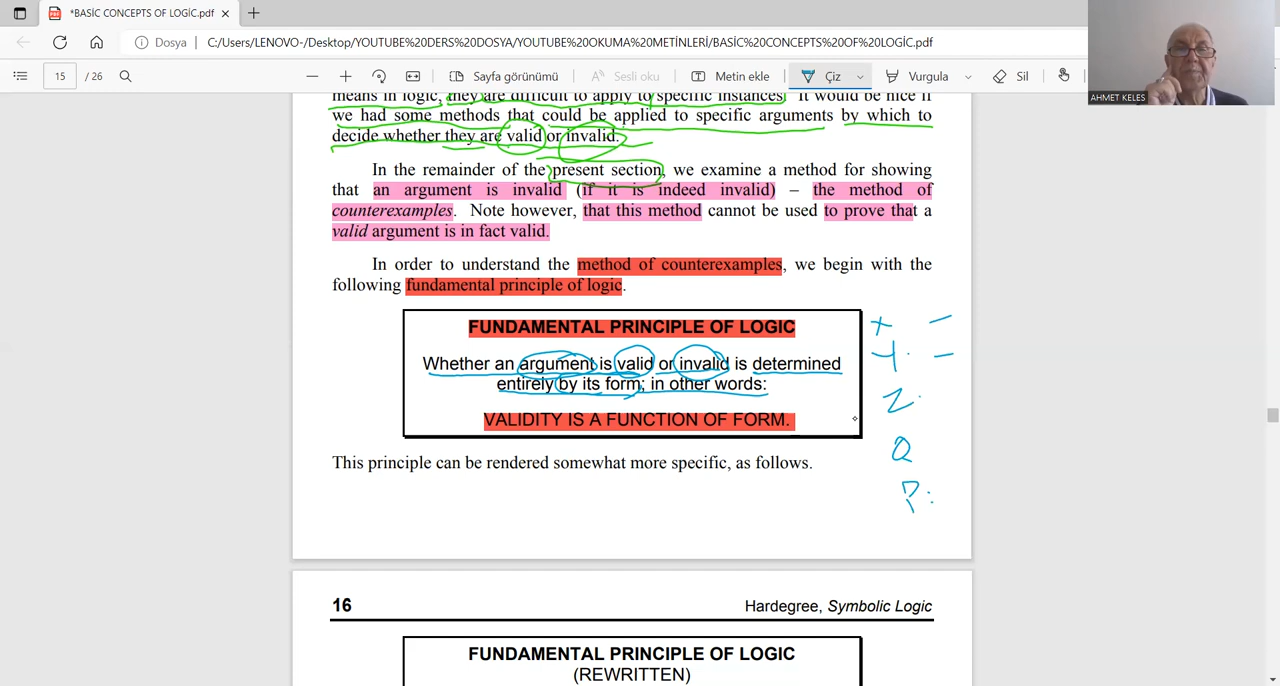 *BASİC CONCEPTS OF LOGİC.pdf
Dosya C:/Users/LENOVO-/Desktop/YOUTUBE%20DERS%20DOSYA/YOUTUBE%20OKUMA%20METİNLERİ/BASİC%20CONCEPTS%20OF%20LOGİC.pdf
15 / 26 Sayfa görünümü Sesli oku Metin ekle Çiz Vurgula Sil
AHMET KELES
means in logic, they are difficult to apply to specific instances. It would be nice if
we had some methods that could be applied to specific arguments by which to
decide whether they are valid or invalid.
In the remainder of the present section, we examine a method for showing
that an argument is invalid (if it is indeed invalid) – the method of
counterexamples. Note however, that this method cannot be used to prove that a
valid argument is in fact valid.
In order to understand the method of counterexamples, we begin with the
following fundamental principle of logic.
FUNDAMENTAL PRINCIPLE OF LOGIC
Whether an argument is valid or invalid is determined
entirely by its form; in other words:
VALIDITY IS A FUNCTION OF FORM.
This principle can be rendered somewhat more specific, as follows.
Z
Q
16 Hardegree, Symbolic Logic
FUNDAMENTAL PRINCIPLE OF LOGIC
(REWRITTEN)